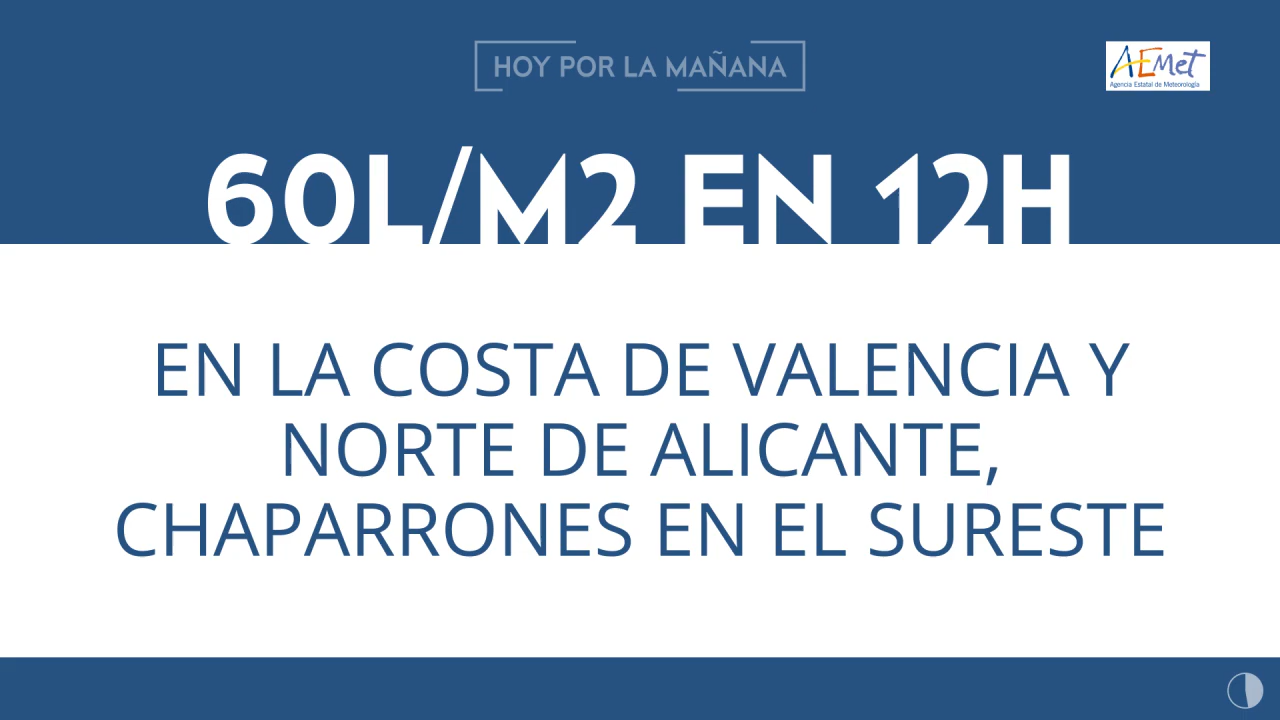 HOY POR LA MAÑANA
AEMet
Agencia Estatal de Meteorología
60L/M2 EN 12H
EN LA COSTA DE VALENCIA Y
NORTE DE ALICANTE,
CHAPARRONES EN EL SURESTE